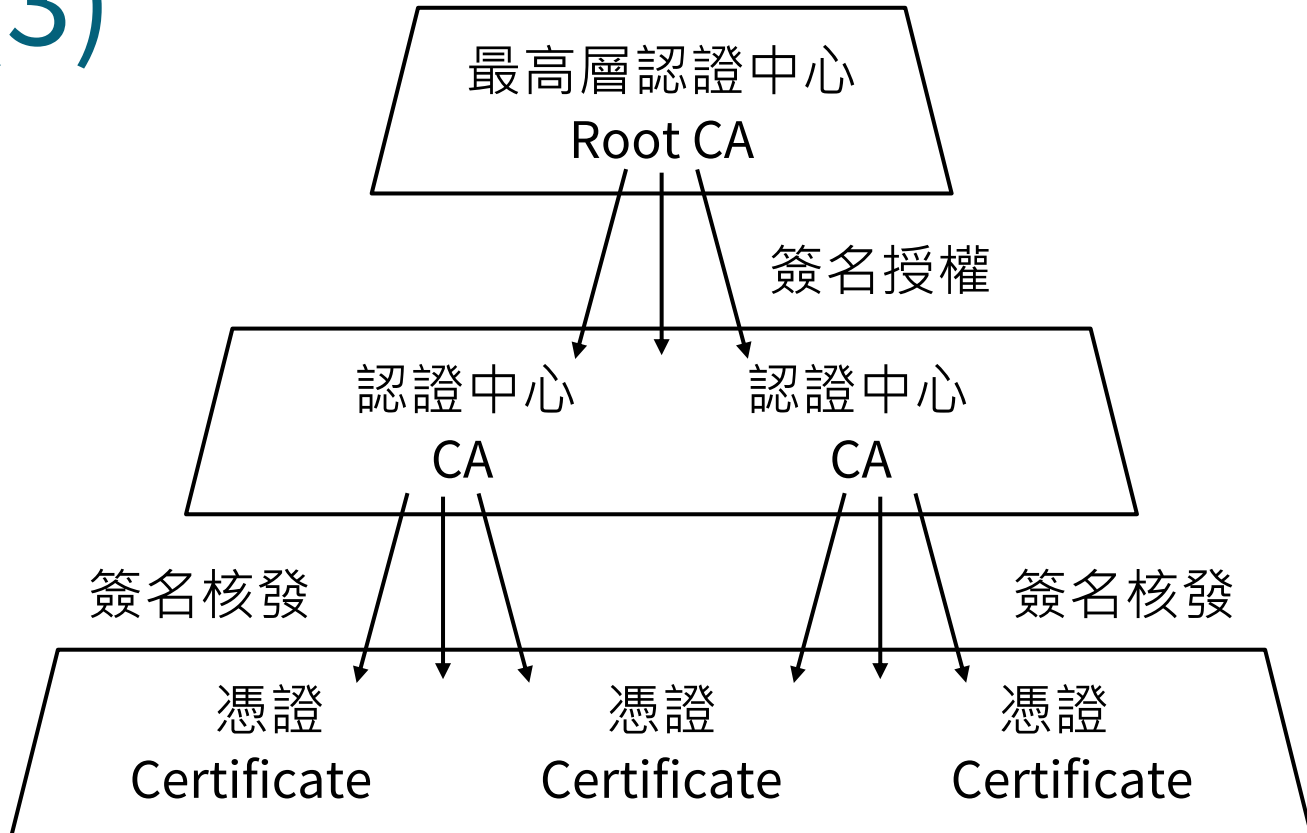 3)
最高層認證中心
Root CA
簽名授權
認證中心 認證中心
CA CA
簽名核發 簽名核發
憑證 憑證 憑證
Certificate Certificate Certificate